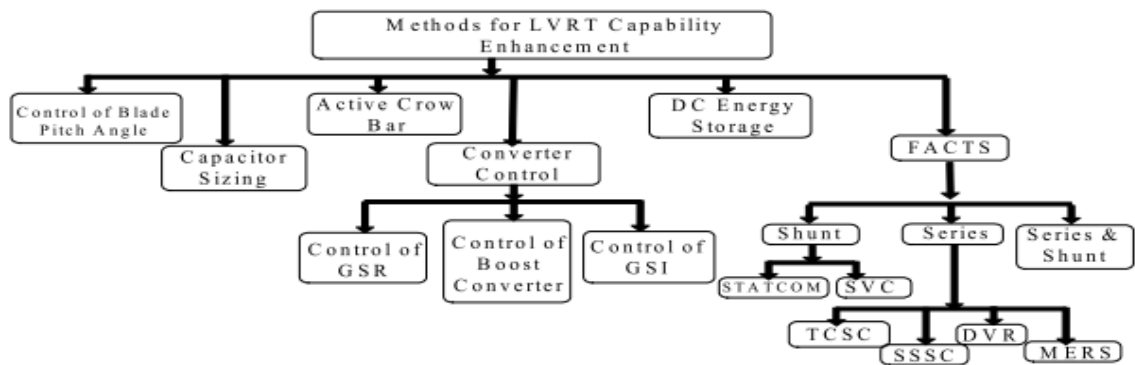 Methods for LVRT Capability
Enhancement
Control of Blade
Pitch Angle
Capacitor
Sizing
Active Crow
Bar
Converter
Control
DC Energy
Storage
FACTS
Control of
GSR
Control of
Boost
Converter
Control of
GSI
Shunt
Series
Series &
Shunt
STATCOM
SVC
TCSC
SSSC
DVR
MERS